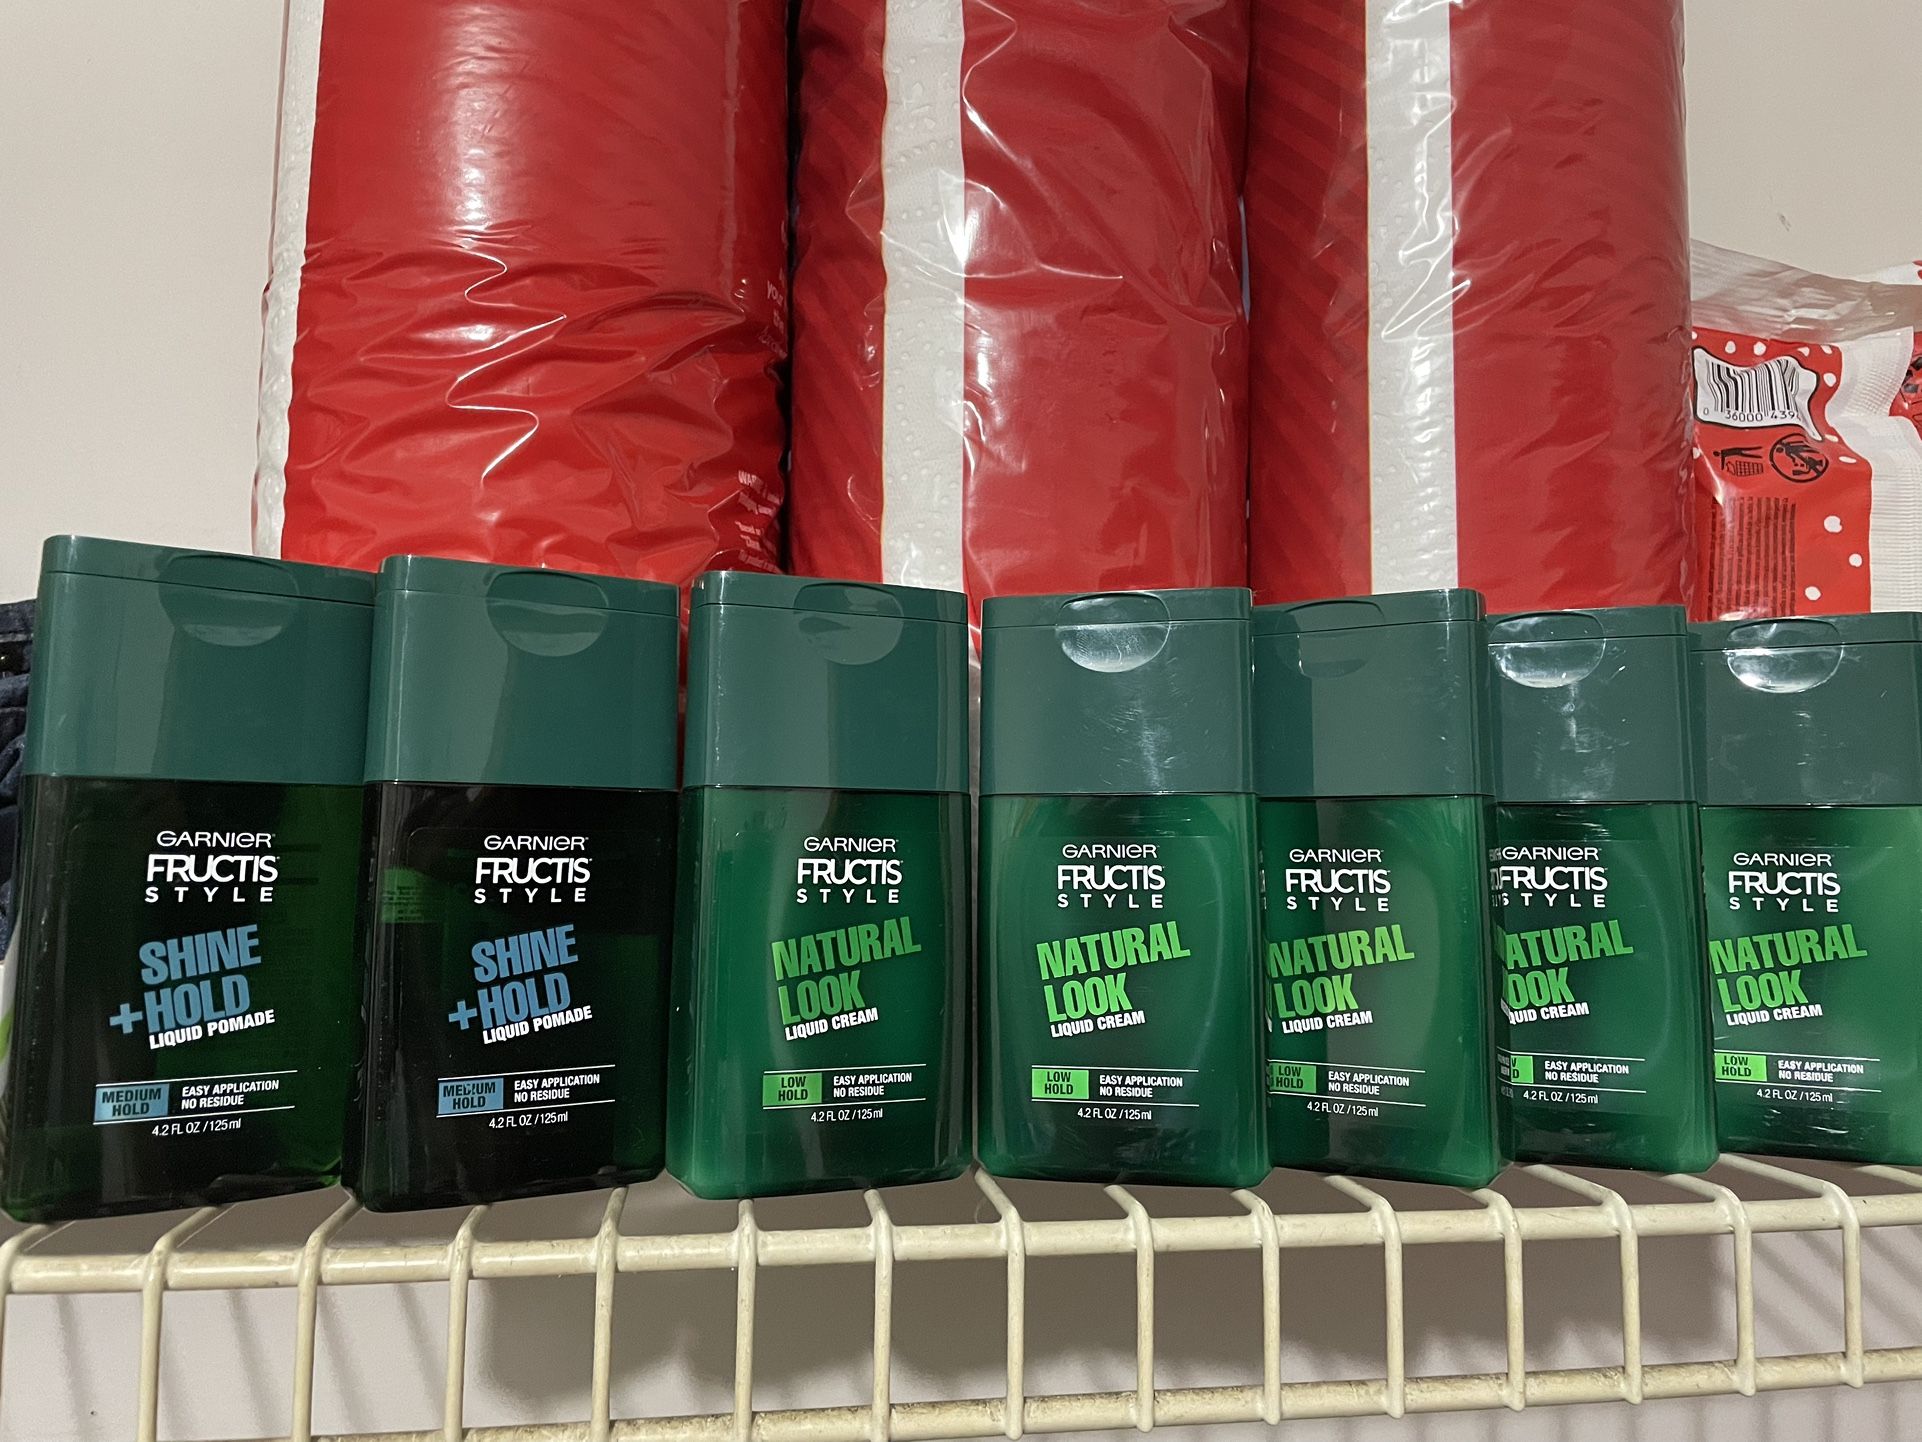 0 36000 439
GARNIER
FRUCTIS
STYLE
SHINE
+HOLD
LIQUID POMADE
MEDIUM
HOLD
EASY APPLICATION
NO RESIDUE
4.2 FL OZ / 125 ml
GARNIER
FRUCTIS
STYLE
SHINE
+HOLD
LIQUID POMADE
MEDIUM
HOLD
EASY APPLICATION
NO RESIDUE
4.2 FL OZ / 125 ml
GARNIER
FRUCTIS
STYLE
NATURAL
LOOK
LIQUID CREAM
LOW
HOLD
EASY APPLICATION
NO RESIDUE
4.2 FL OZ / 125 ml
GARNIER
FRUCTIS
STYLE
NATURAL
LOOK
LIQUID CREAM
LOW
HOLD
EASY APPLICATION
NO RESIDUE
4.2 FL OZ / 125 ml
GARNIER
FRUCTIS
STYLE
NATURAL
LOOK
LIQUID CREAM
LOW
HOLD
EASY APPLICATION
NO RESIDUE
4.2 FL OZ / 125 ml
GARNIER
FRUCTIS
STYLE
NATURAL
LOOK
LIQUID CREAM
EASY APPLICATION
NO RESIDUE
4.2 FL OZ / 125 ml
GARNIER
FRUCTIS
STYLE
NATURAL
LOOK
LIQUID CREAM
LOW
HOLD
EASY APPLICATION
NO RESIDUE
4.2 FL OZ / 125 ml